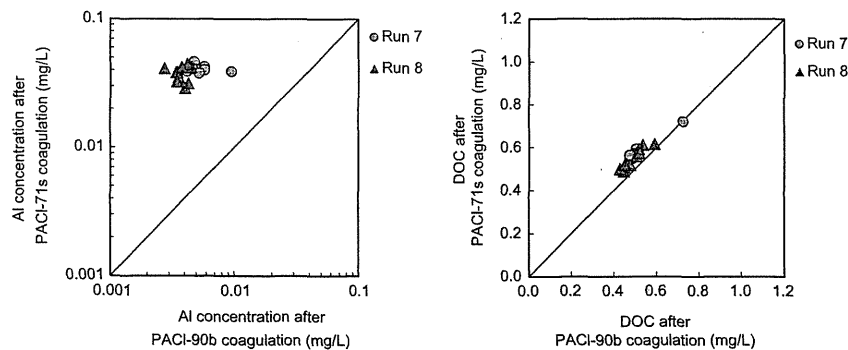 0.1
0.01
0.001
0.001
0.01
0.1
Al concentration after
PACl-71s coagulation (mg/L)
Al concentration after
PACl-90b coagulation (mg/L)
Run 7
Run 8
1.2
1.0
0.8
0.6
0.4
0.2
0.0
0.0 0.2 0.4 0.6 0.8 1.0 1.2
DOC after
PACl-71s coagulation (mg/L)
DOC after
PACl-90b coagulation (mg/L)
Run 7
Run 8